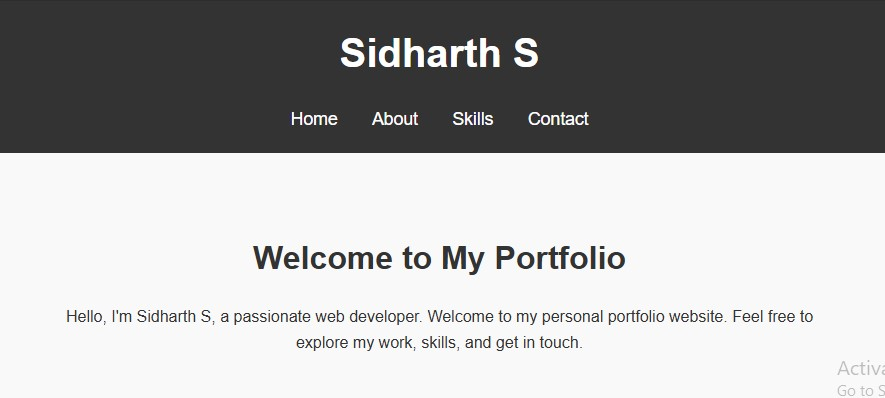 Sidharth S
Home About Skills Contact
Welcome to My Portfolio
Hello, I'm Sidharth S, a passionate web developer. Welcome to my personal portfolio website. Feel free to
explore my work, skills, and get in touch.
Go to